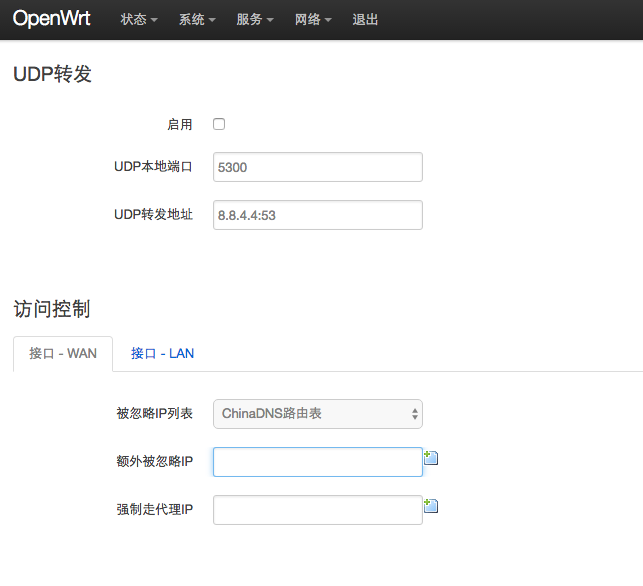 OpenWrt 状态 系统 服务 网络 退出
UDP转发
启用
UDP本地端口 5300
UDP转发地址 8.8.4.4:53
访问控制
接口 - WAN 接口 - LAN
被忽略IP列表 ChinaDNS路由表
额外被忽略IP
强制走代理IP